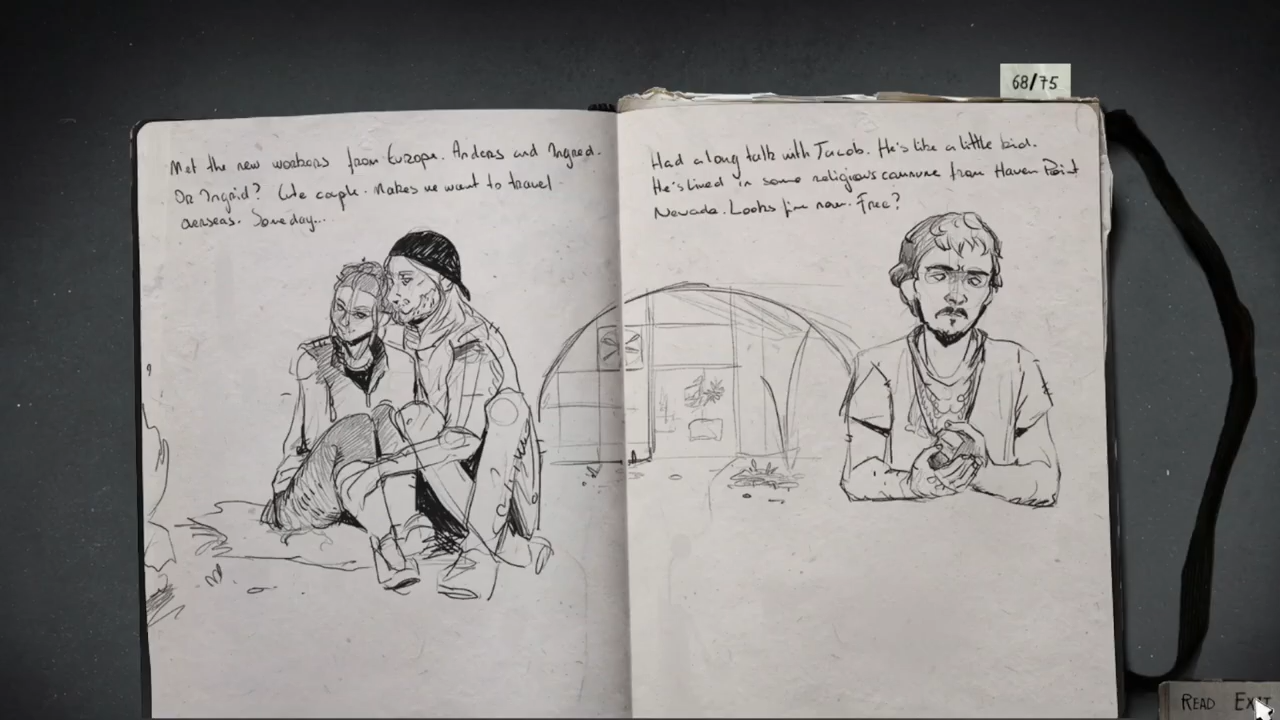 68/75
Met the new workers from Europe. Anders and Ingred.
Or Ingrid? Cute couple. Makes me want to travel
overseas. Someday...
Had a long talk with Jacob. He's like a little bird.
He's lived in some religious commune from Haven Point
Nevada. Looks fine now. Free?
READ EXIT